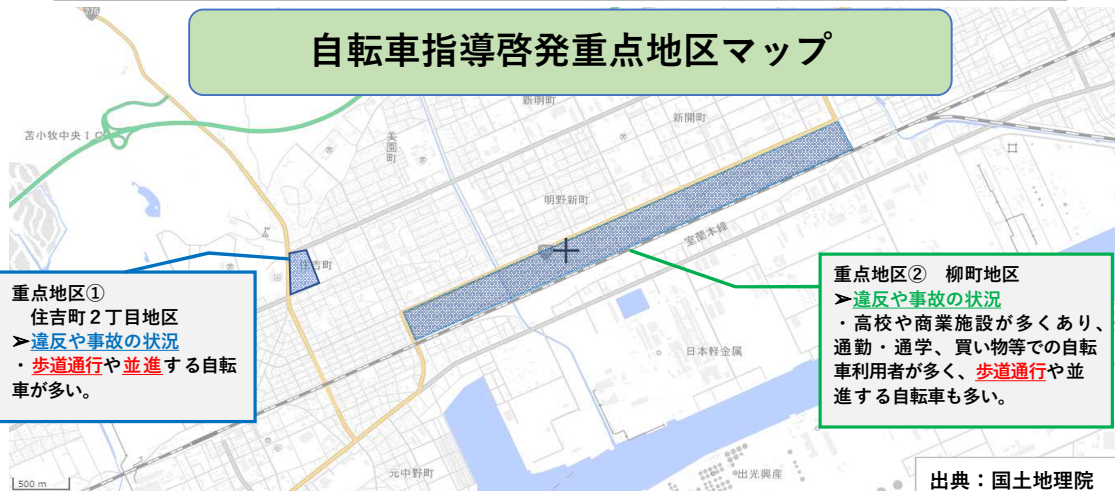 276
自転車指導啓発重点地区マップ
苫小牧中央ＩＣ
美園町
新明町
新開町
明野新町
住吉町
室蘭本線
重点地区①
住吉町２丁目地区
➤違反や事故の状況
・歩道通行や並進する自転
車が多い。
重点地区②　柳町地区
➤違反や事故の状況
・高校や商業施設が多くあり、
通勤・通学、買い物等での自転
車利用者が多く、歩道通行や並
進する自転車も多い。
日本軽金属
元中野町
出光興産
500 m
出典：国土地理院